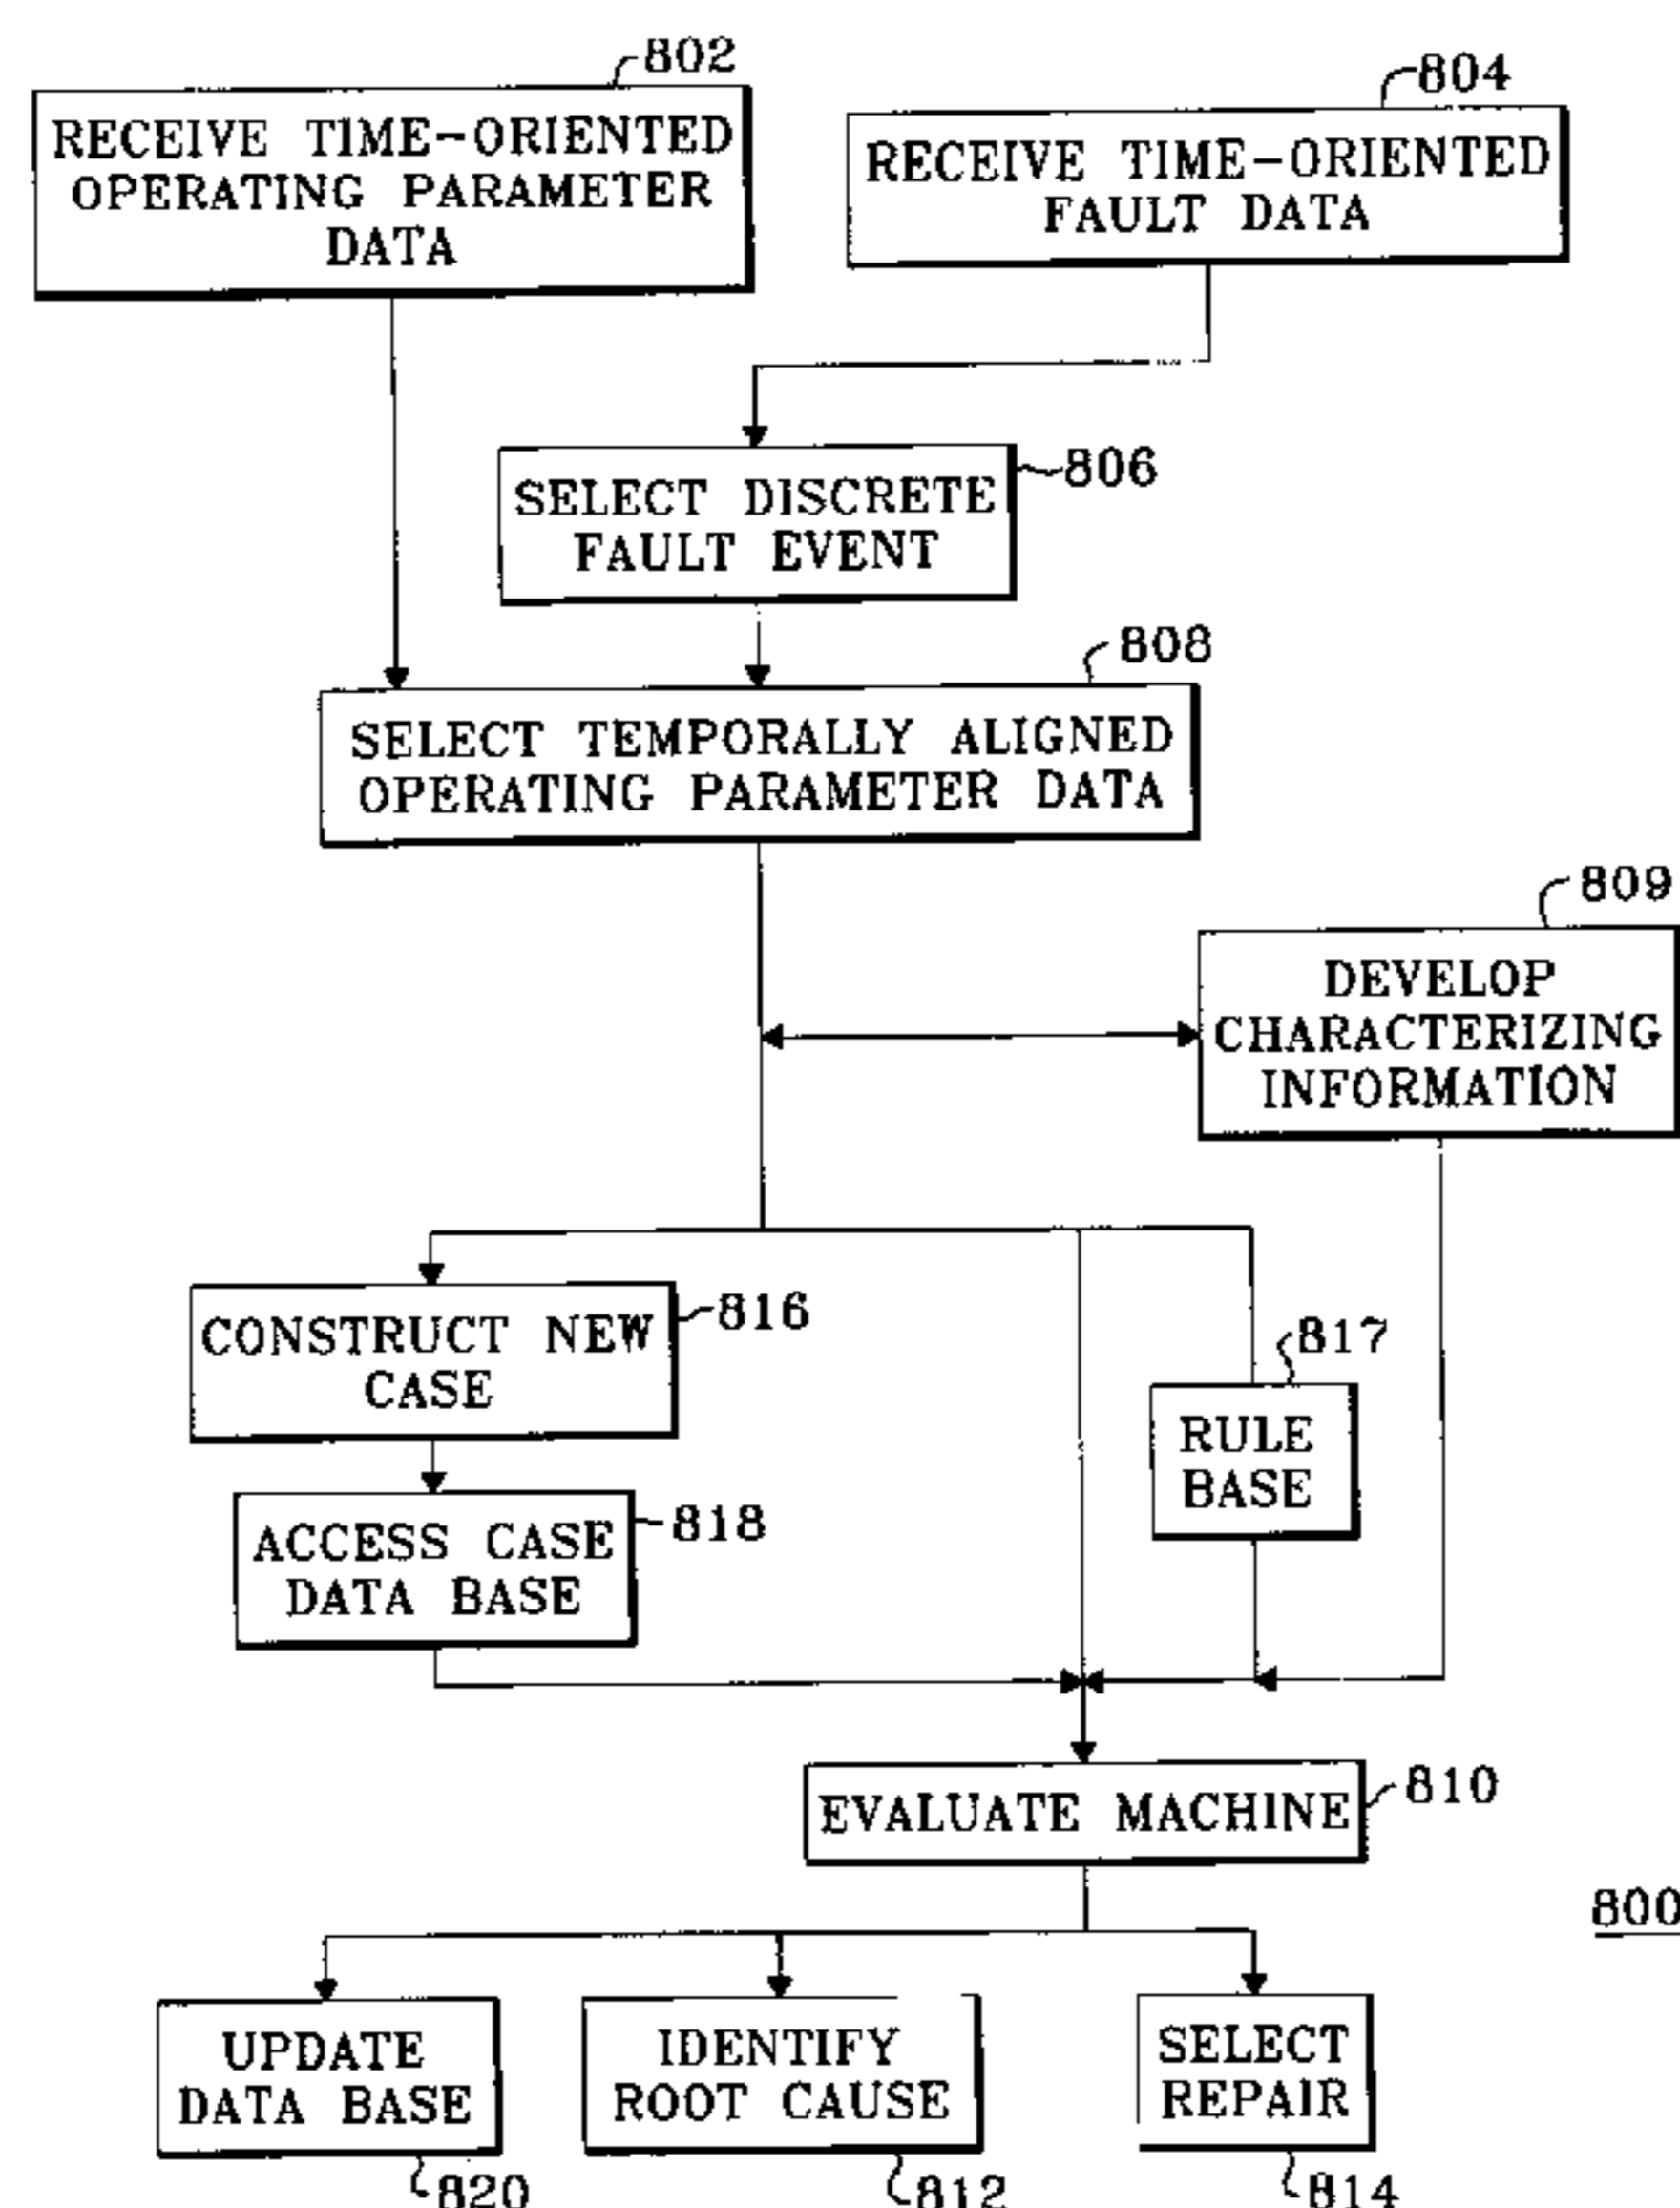 802
RECEIVE TIME-ORIENTED
OPERATING PARAMETER
DATA
804
RECEIVE TIME-ORIENTED
FAULT DATA
806
SELECT DISCRETE
FAULT EVENT
808
SELECT TEMPORALLY ALIGNED
OPERATING PARAMETER DATA
809
DEVELOP
CHARACTERIZING
INFORMATION
816
CONSTRUCT NEW
CASE
817
RULE
BASE
818
ACCESS CASE
DATA BASE
810
EVALUATE MACHINE
800
UPDATE
DATA BASE
820
IDENTIFY
ROOT CAUSE
812
SELECT
REPAIR
814